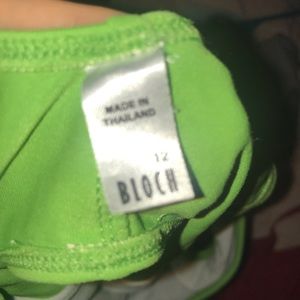 MADE IN
THAILAND
12
BLOCH